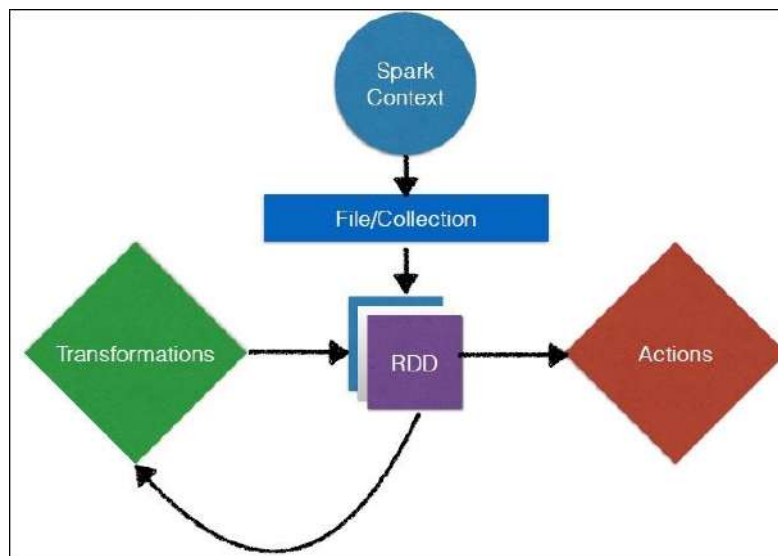 Spark
Context
File/Collection
Transformations
RDD
Actions